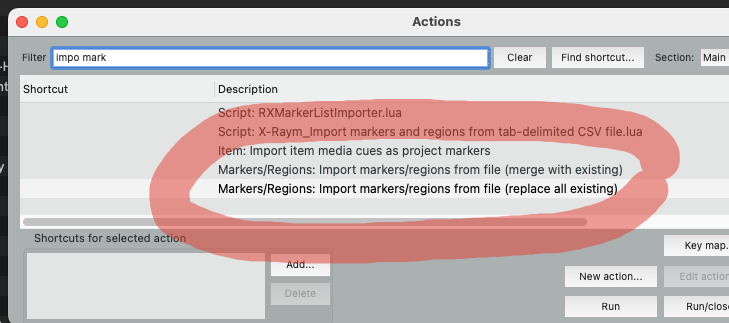 Actions
Filter
impo mark
Clear
Find shortcut...
Section:
Main
Shortcut
Description
Script: RXMarkerListImporter.lua
Script: X-Raym_Import markers and regions from tab-delimited CSV file.lua
Item: Import item media cues as project markers
Markers/Regions: Import markers/regions from file (merge with existing)
Markers/Regions: Import markers/regions from file (replace all existing)
Shortcuts for selected action
Add...
Delete
Key map.
New action...
Edit action
Run
Run/close